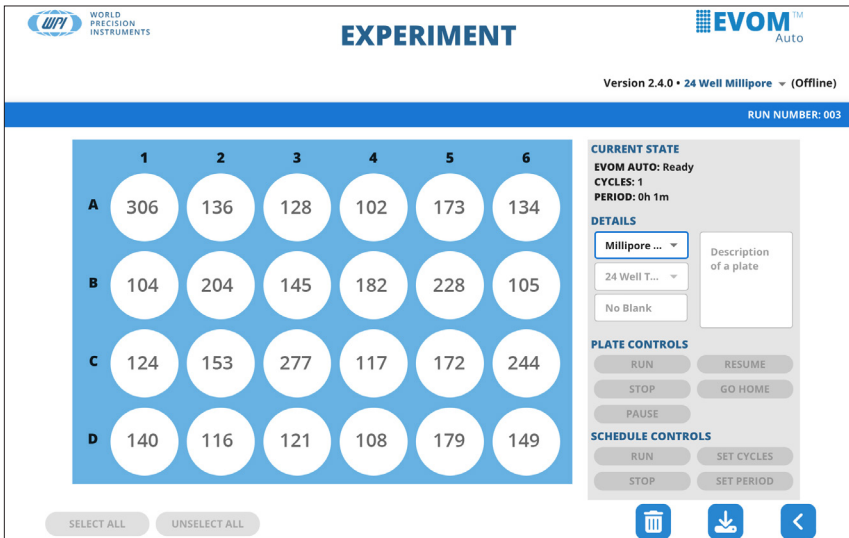 WPI
WORLD
PRECISION
INSTRUMENTS
EXPERIMENT
EVOM™
Auto
Version 2.4.0 • 24 Well Millipore (Offline)
RUN NUMBER: 003
1 2 3 4 5 6
A 306 136 128 102 173 134
B 104 204 145 182 228 105
C 124 153 277 117 172 244
D 140 116 121 108 179 149
CURRENT STATE
EVOM AUTO: Ready
CYCLES: 1
PERIOD: 0h 1m
DETAILS
Millipore ...
24 Well T...
No Blank
Description
of a plate
PLATE CONTROLS
RUN RESUME
STOP GO HOME
PAUSE
SCHEDULE CONTROLS
RUN SET CYCLES
STOP SET PERIOD
SELECT ALL UNSELECT ALL